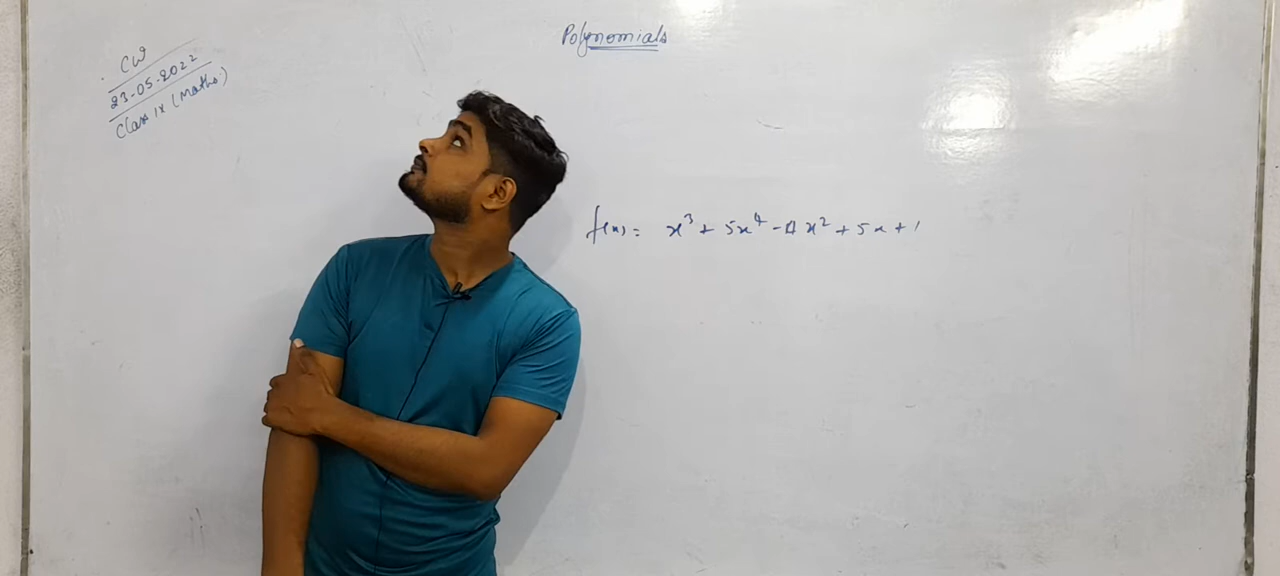 Polynomials
CW
23-05-2022
Class IX (Maths)
f(x) = x³ + 5x⁴ - 4x² + 5x + 1